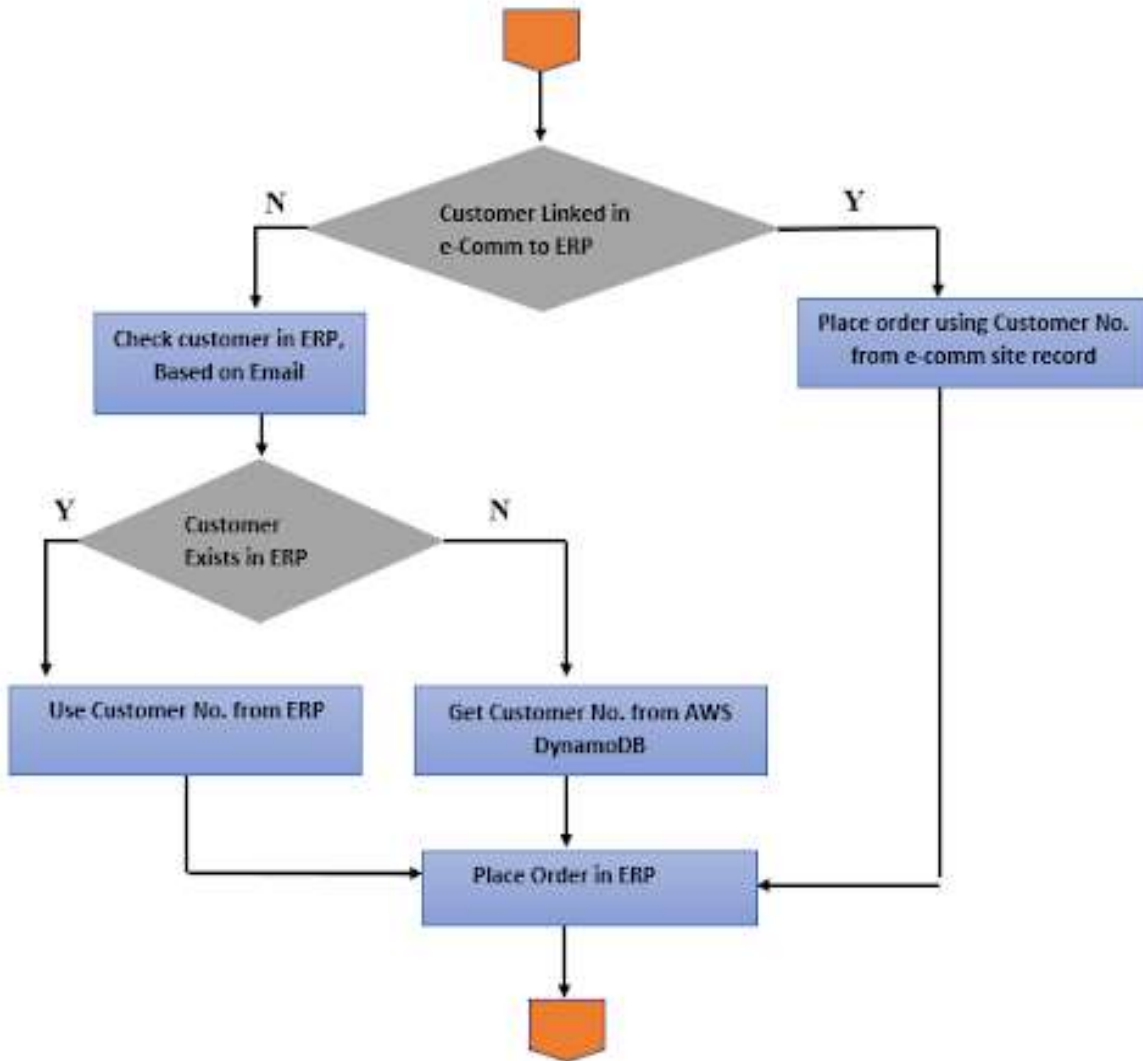 N
Y
Customer Linked in
e-Comm to ERP
Check customer in ERP,
Based on Email
Place order using Customer No.
from e-comm site record
Y
N
Customer
Exists in ERP
Use Customer No. from ERP
Get Customer No. from AWS
DynamoDB
Place Order in ERP